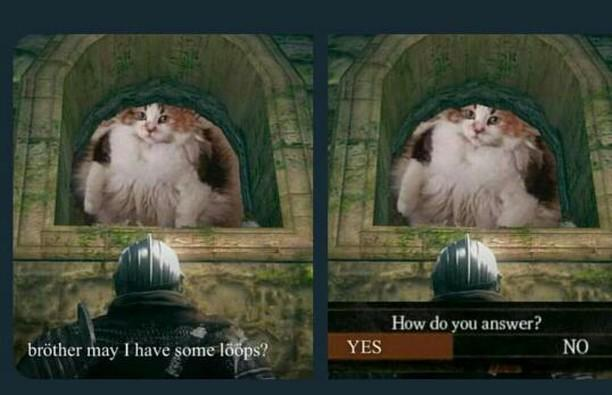 bröther may I have some lööps?
How do you answer?
YES
NO